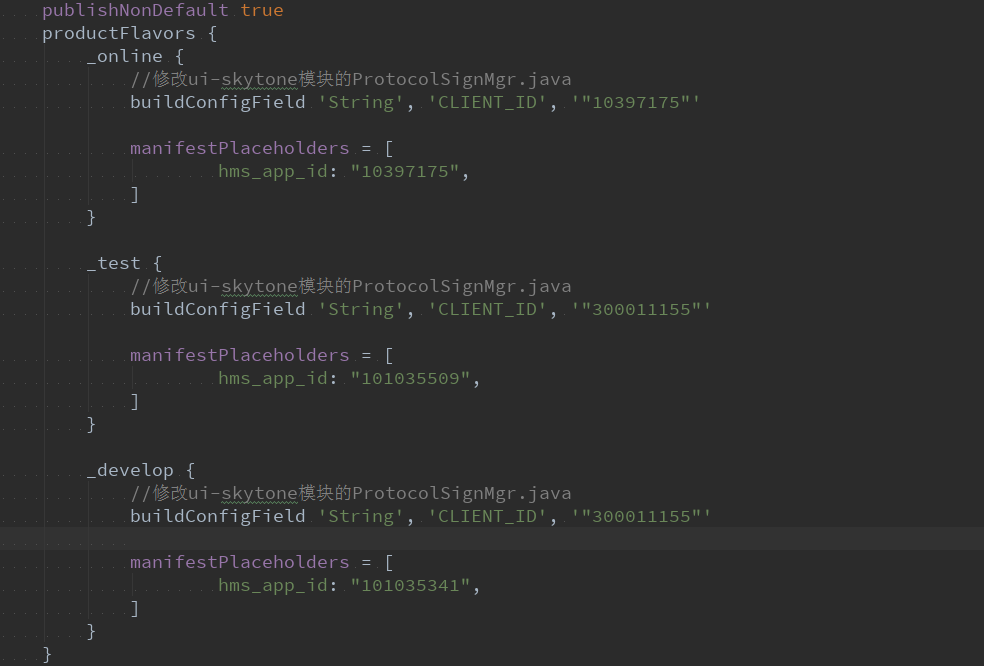 publishNonDefault true
productFlavors {
_online {
//修改ui-skytone模块的ProtocolSignMgr.java
buildConfigField 'String', 'CLIENT_ID', '"10397175"'
manifestPlaceholders = [
hms_app_id: "10397175",
]
}
_test {
//修改ui-skytone模块的ProtocolSignMgr.java
buildConfigField 'String', 'CLIENT_ID', '"300011155"'
manifestPlaceholders = [
hms_app_id: "101035509",
]
}
_develop {
//修改ui-skytone模块的ProtocolSignMgr.java
buildConfigField 'String', 'CLIENT_ID', '"300011155"'
manifestPlaceholders = [
hms_app_id: "101035341",
]
}
}